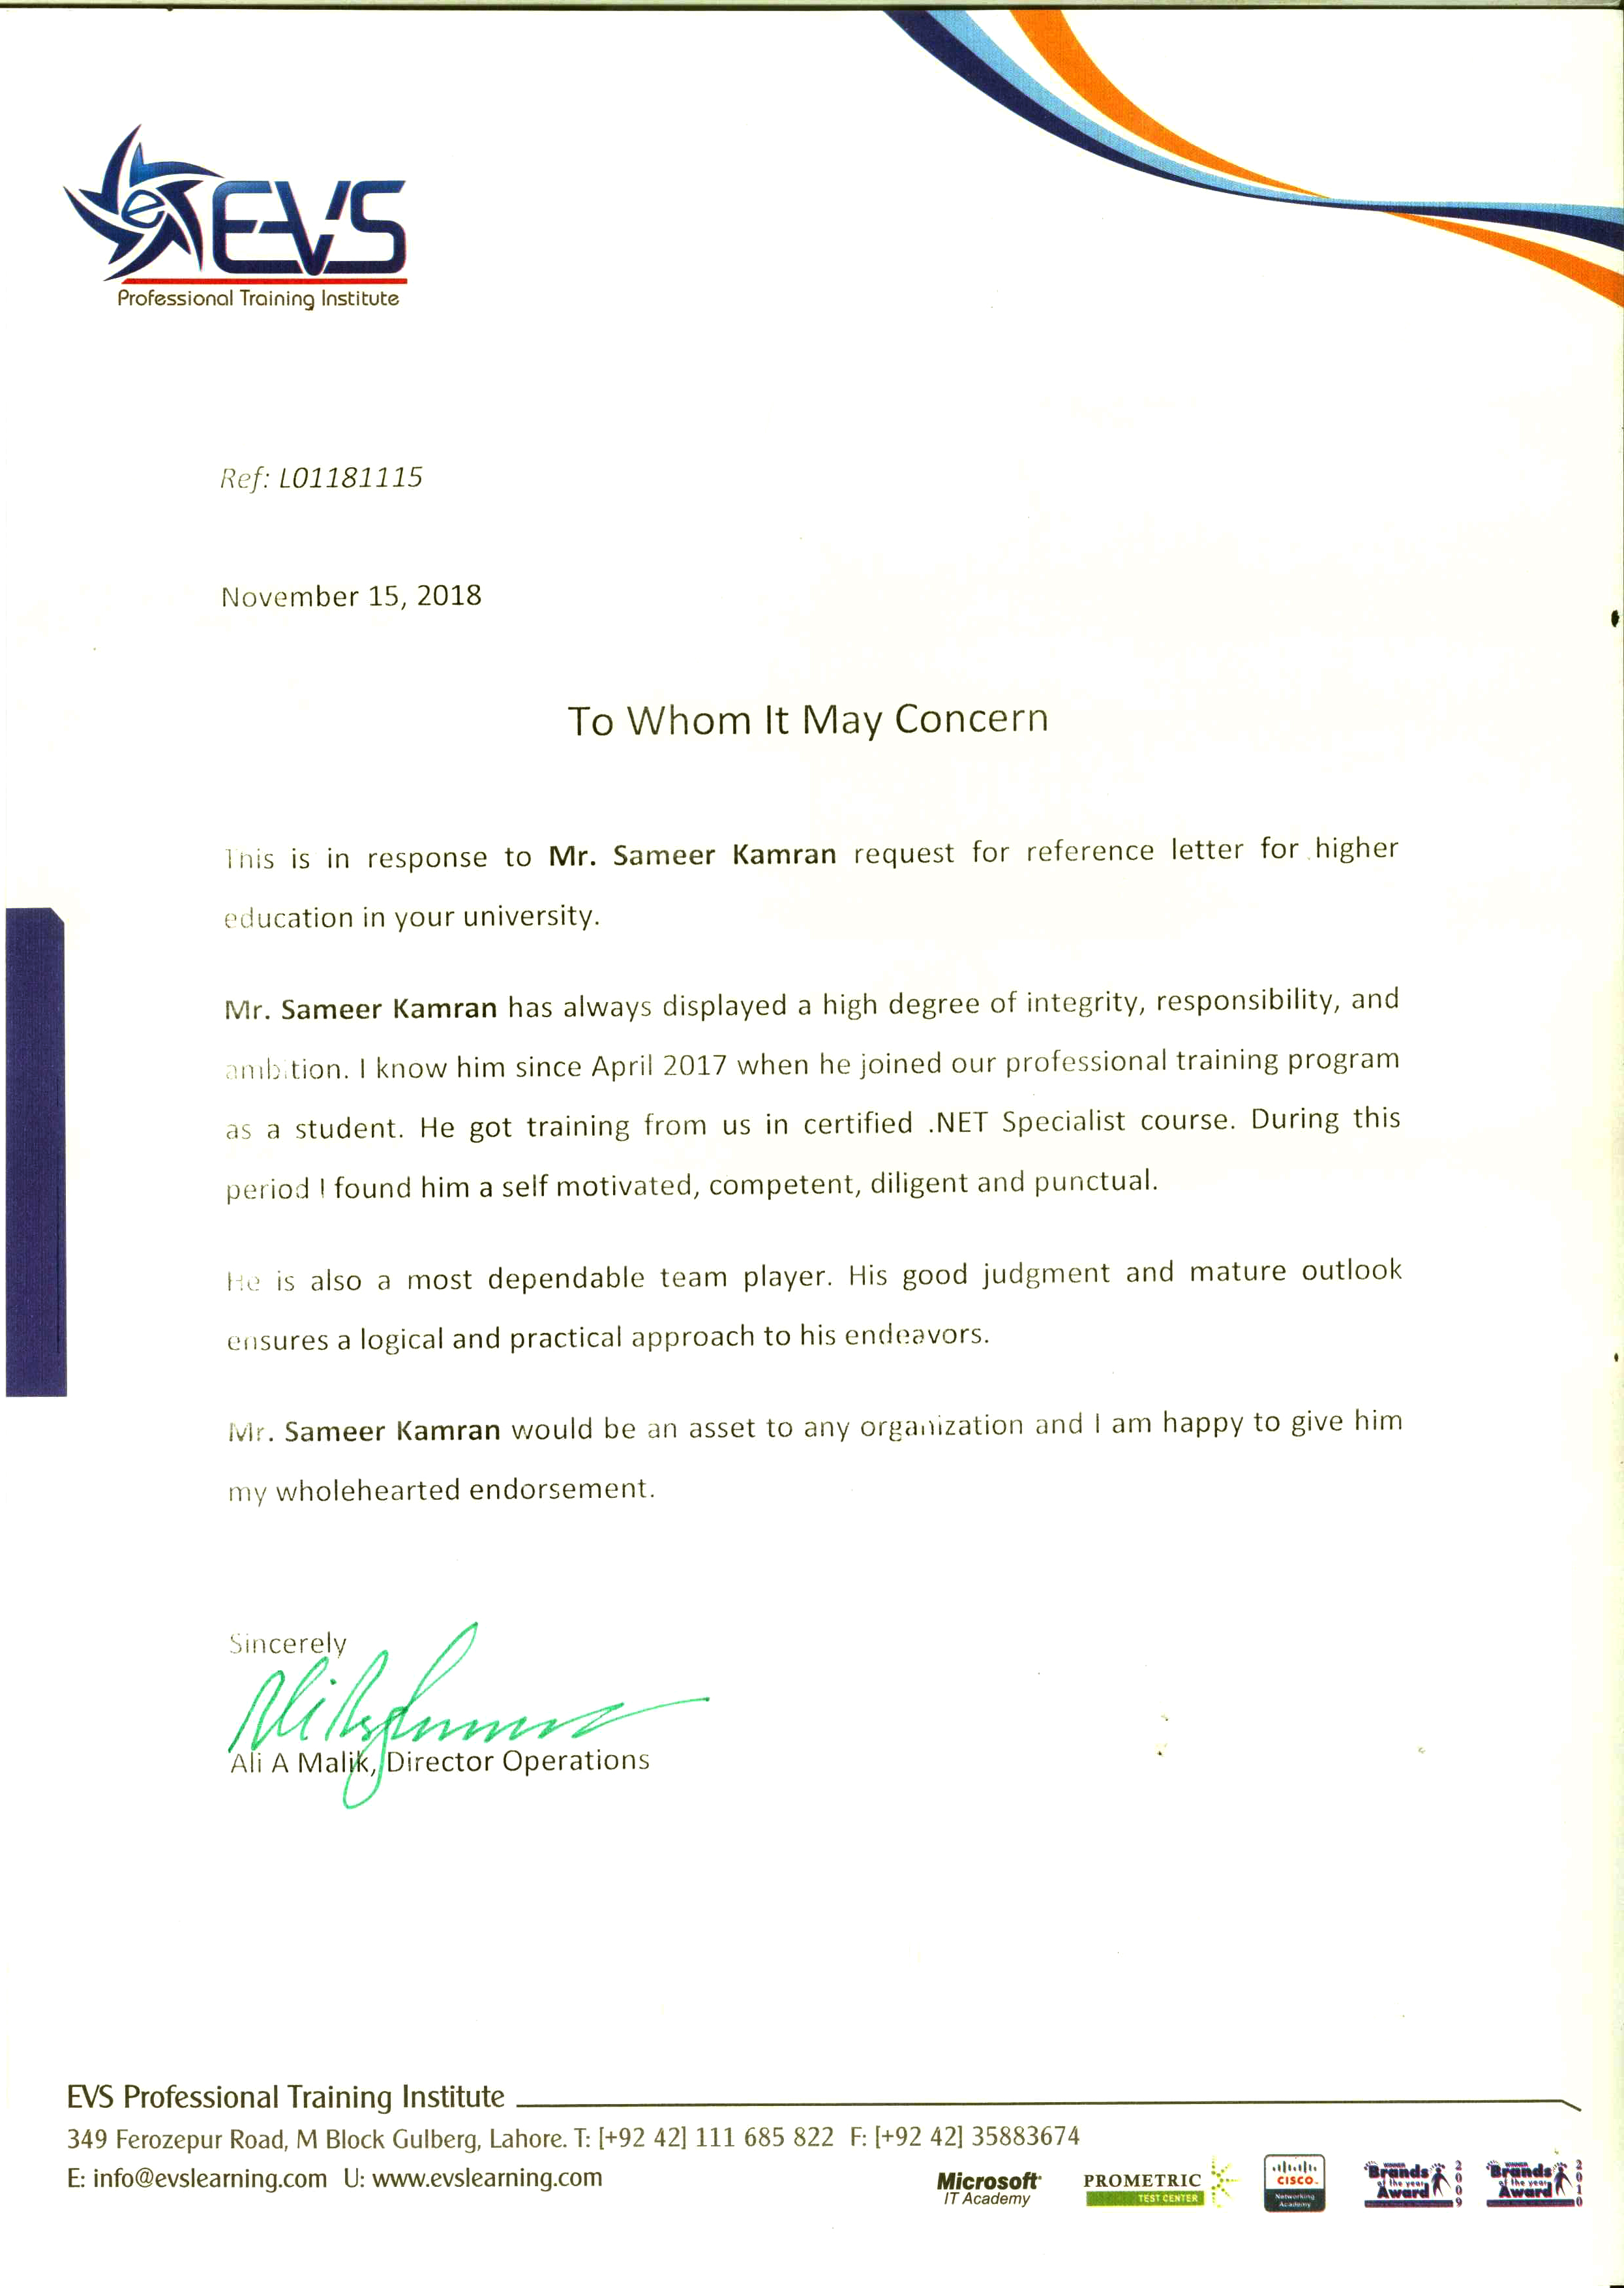 e EVS
Professional Training Institute
Ref: L01181115
November 15, 2018
To Whom It May Concern
This is in response to Mr. Sameer Kamran request for reference letter for higher
education in your university.
Mr. Sameer Kamran has always displayed a high degree of integrity, responsibility, and
ambition. I know him since April 2017 when he joined our professional training program
as a student. He got training from us in certified .NET Specialist course. During this
period I found him a self motivated, competent, diligent and punctual.
He is also a most dependable team player. His good judgment and mature outlook
ensures a logical and practical approach to his endeavors.
Mr. Sameer Kamran would be an asset to any organization and I am happy to give him
my wholehearted endorsement.
Sincerely
Ali A Malik, Director Operations
EVS Professional Training Institute
349 Ferozepur Road, M Block Gulberg, Lahore. T: [+92 42] 111 685 822 F: [+92 42] 35883674
E: info@evslearning.com U: www.evslearning.com
Microsoft
IT Academy
PROMETRIC
TEST CENTER
CISCO.
Networking
Academy
WINNER
Brands
of the year
Award
2009
WINNER
Brands
of the year
Award
2010